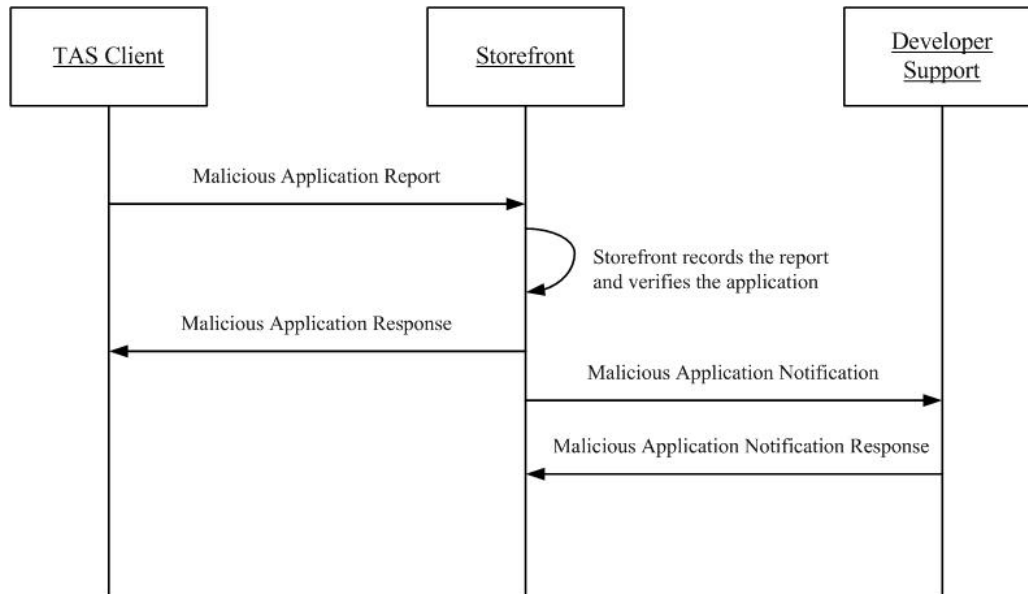 TAS Client
Storefront
Developer
Support
Malicious Application Report
Storefront records the report
and verifies the application
Malicious Application Response
Malicious Application Notification
Malicious Application Notification Response